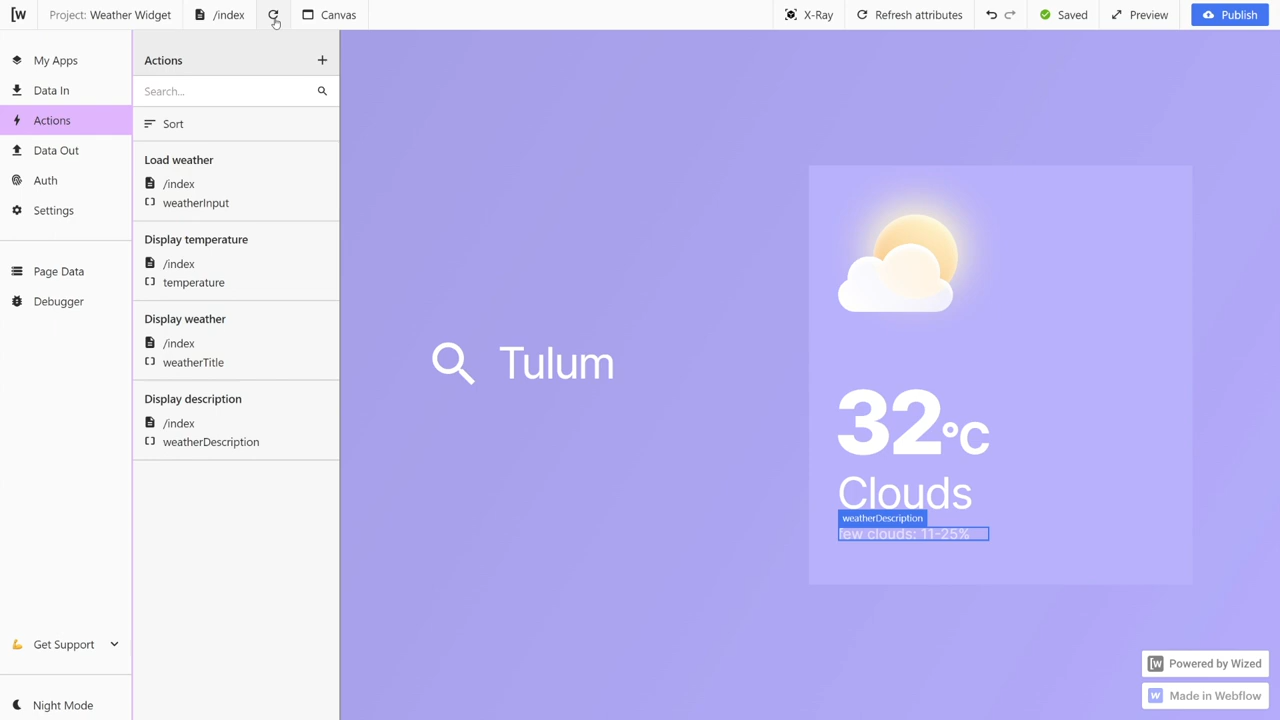 [w
Project: Weather Widget
/index
Canvas
X-Ray
Refresh attributes
Saved
Preview
Publish
My Apps
Data In
Actions
Data Out
Auth
Settings
Page Data
Debugger
Get Support
Night Mode
Actions
Search...
Sort
Load weather
/index
weatherInput
Display temperature
/index
temperature
Display weather
/index
weatherTitle
Display description
/index
weatherDescription
Tulum
32°C
Clouds
weatherDescription
few clouds: 11-25%
[w Powered by Wized
W Made in Webflow